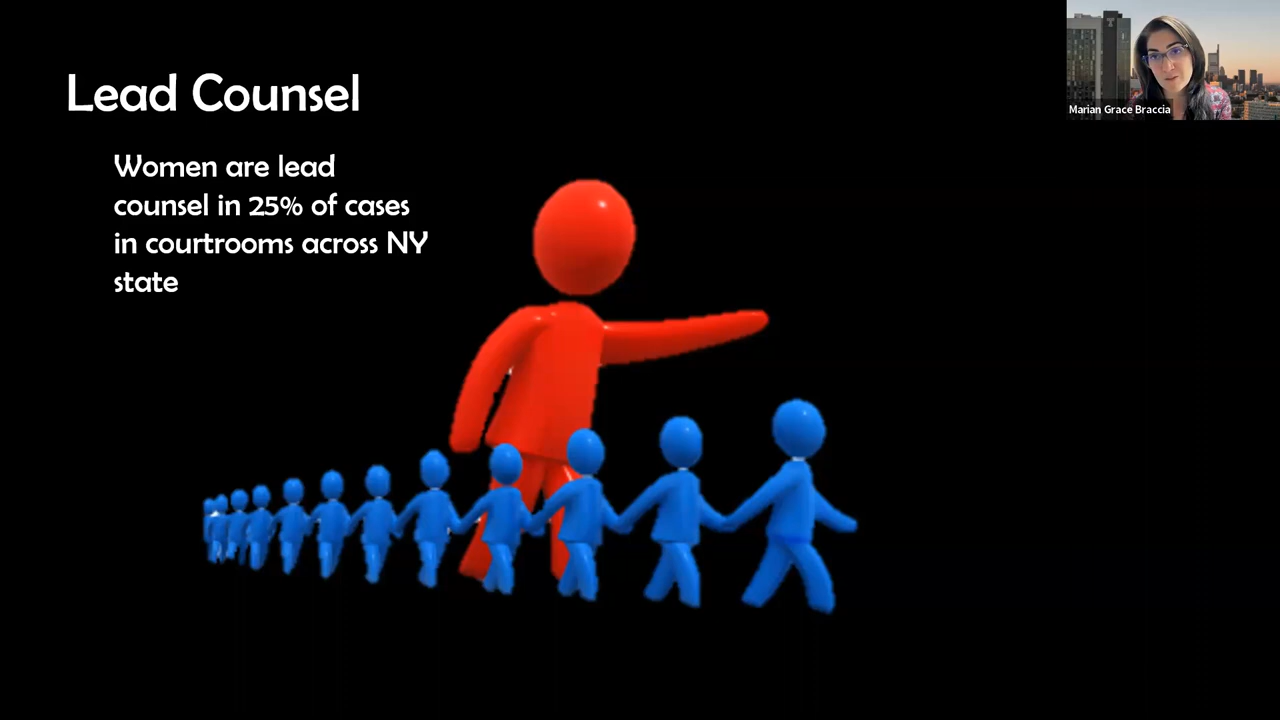 Lead Counsel
Women are lead
counsel in 25% of cases
in courtrooms across NY
state
Marian Grace Braccia